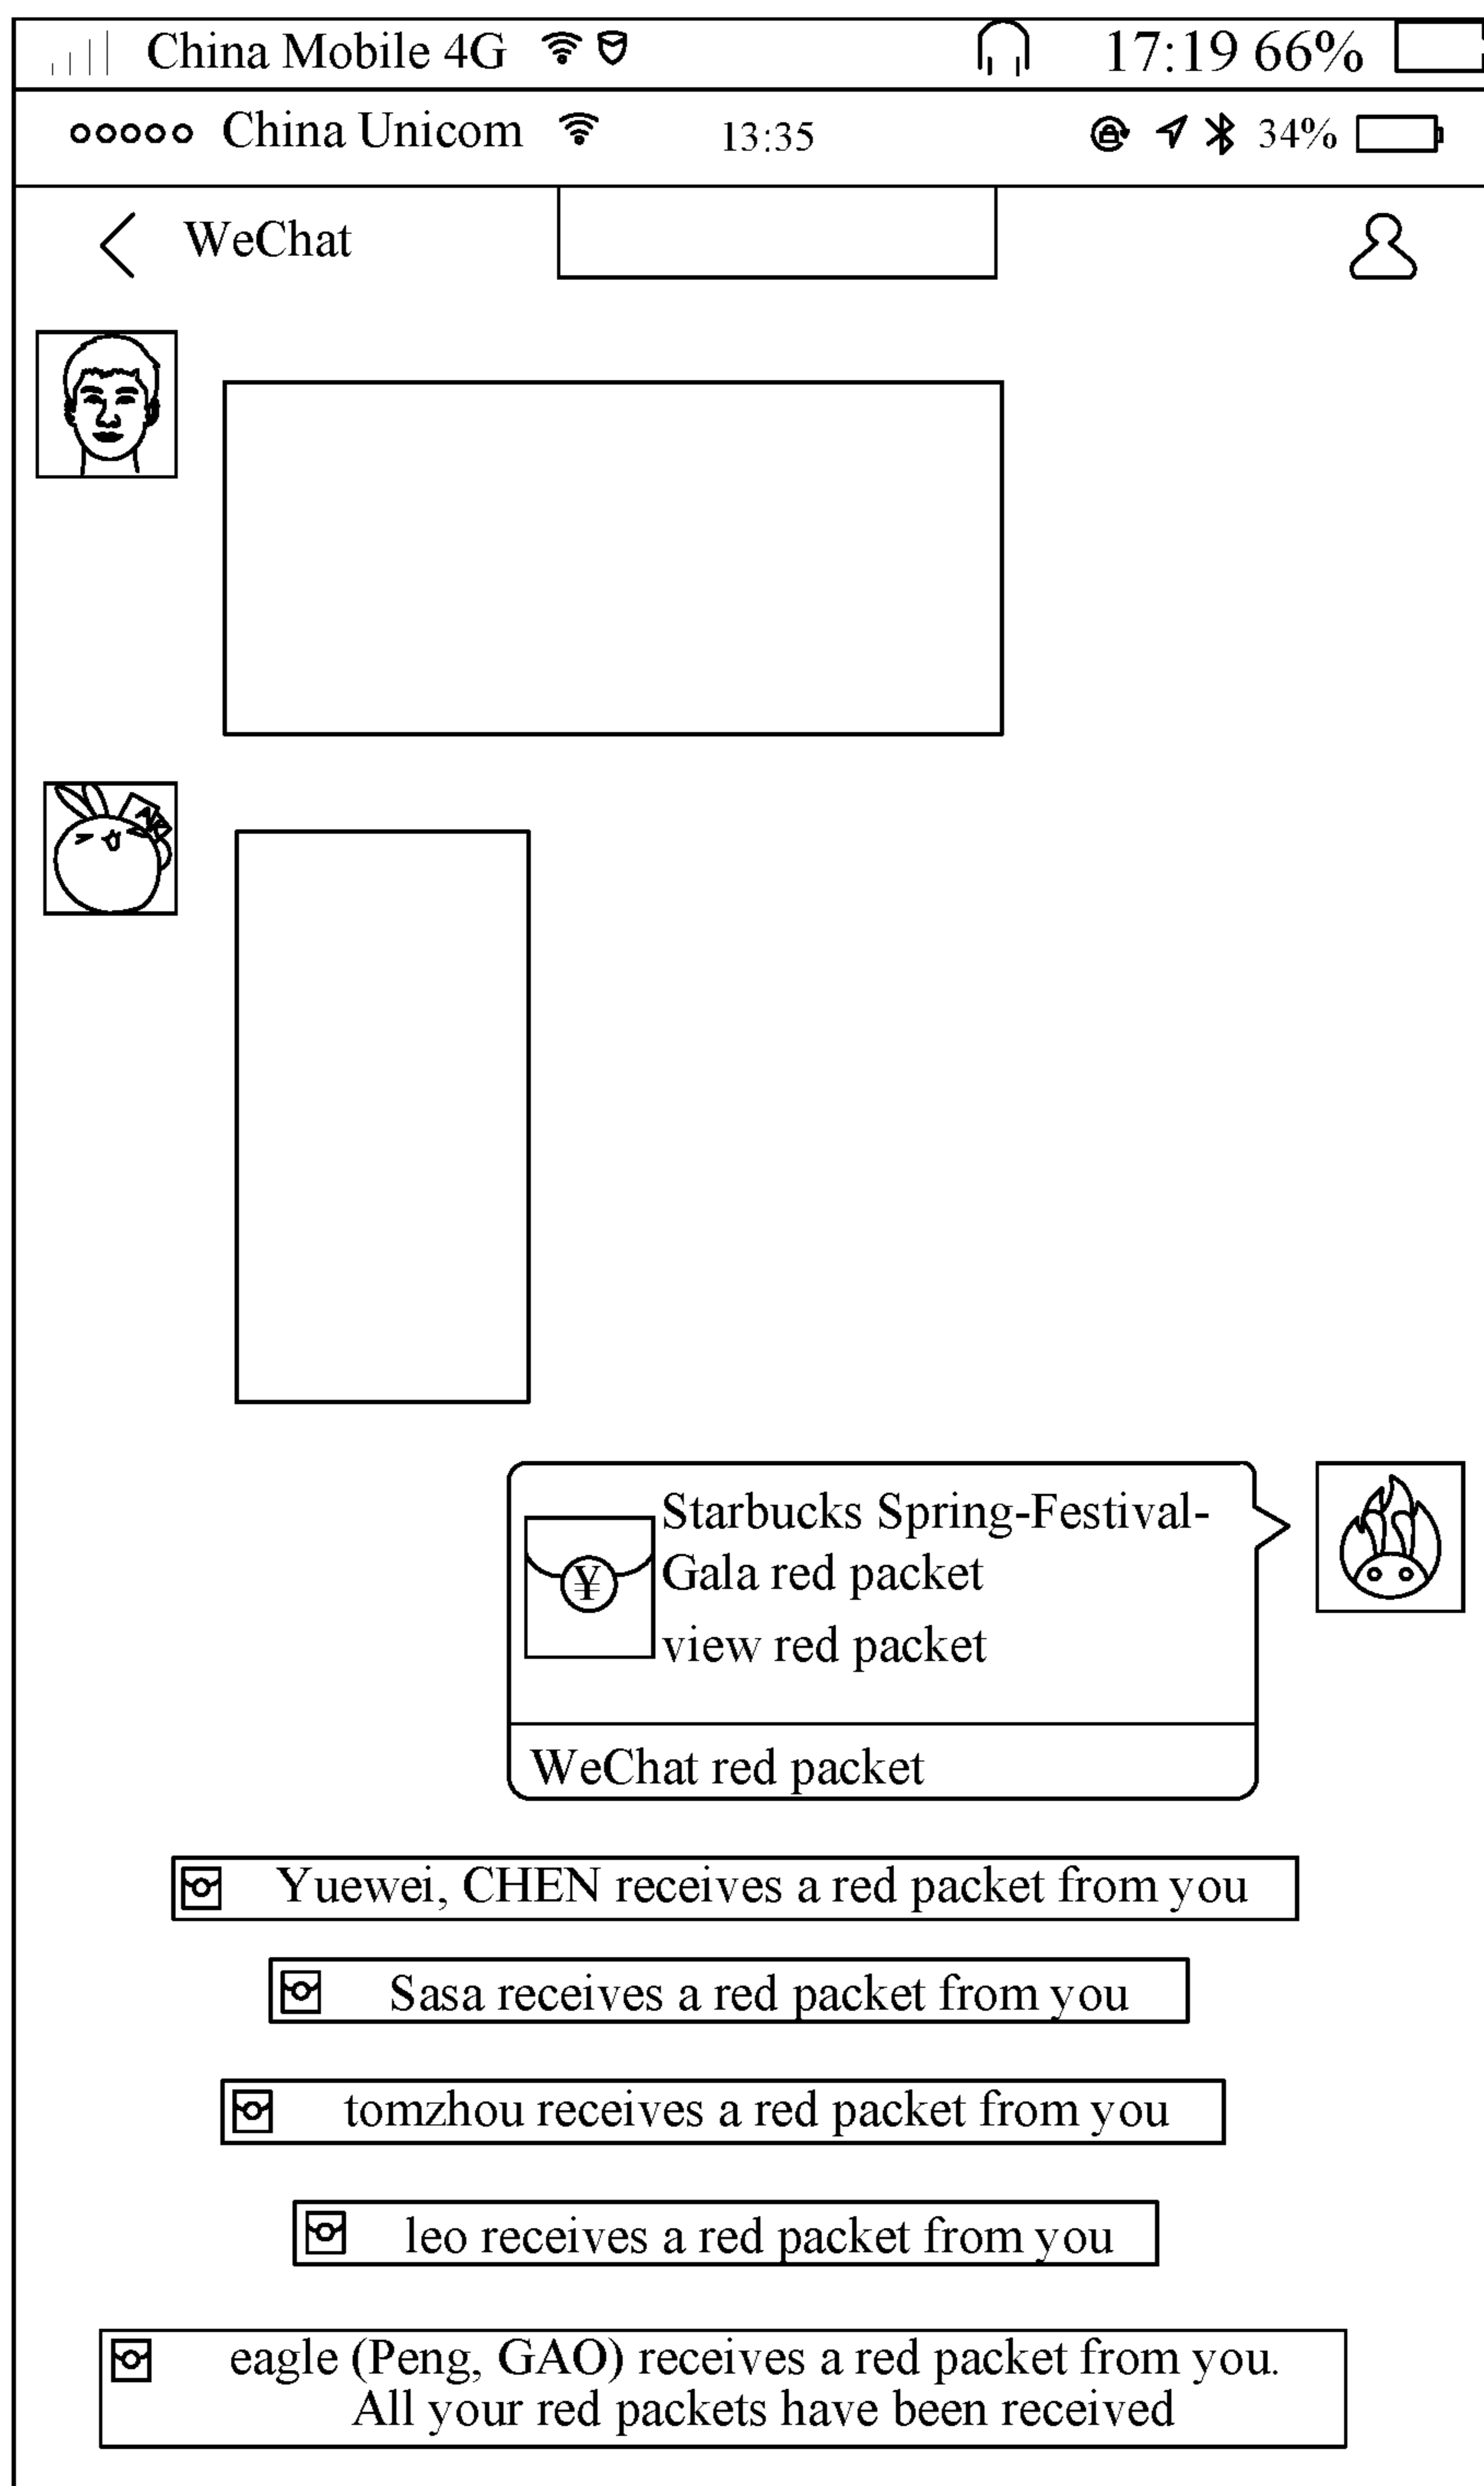 China Mobile 4G 17:19 66%
China Unicom 13:35 34%
WeChat
Starbucks Spring-Festival-
Gala red packet
¥
view red packet
WeChat red packet
Yuewei, CHEN receives a red packet from you
Sasa receives a red packet from you
tomzhou receives a red packet from you
leo receives a red packet from you
eagle (Peng, GAO) receives a red packet from you.
All your red packets have been received